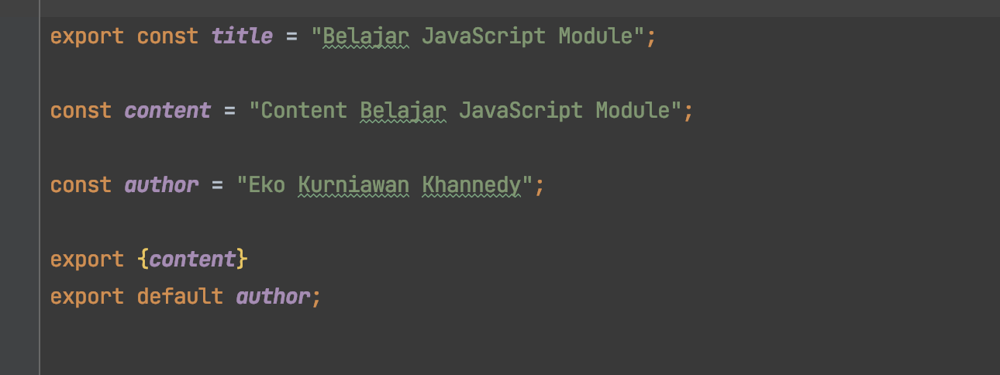 export const title = "Belajar JavaScript Module";
const content = "Content Belajar JavaScript Module";
const author = "Eko Kurniawan Khannedy";
export {content}
export default author;